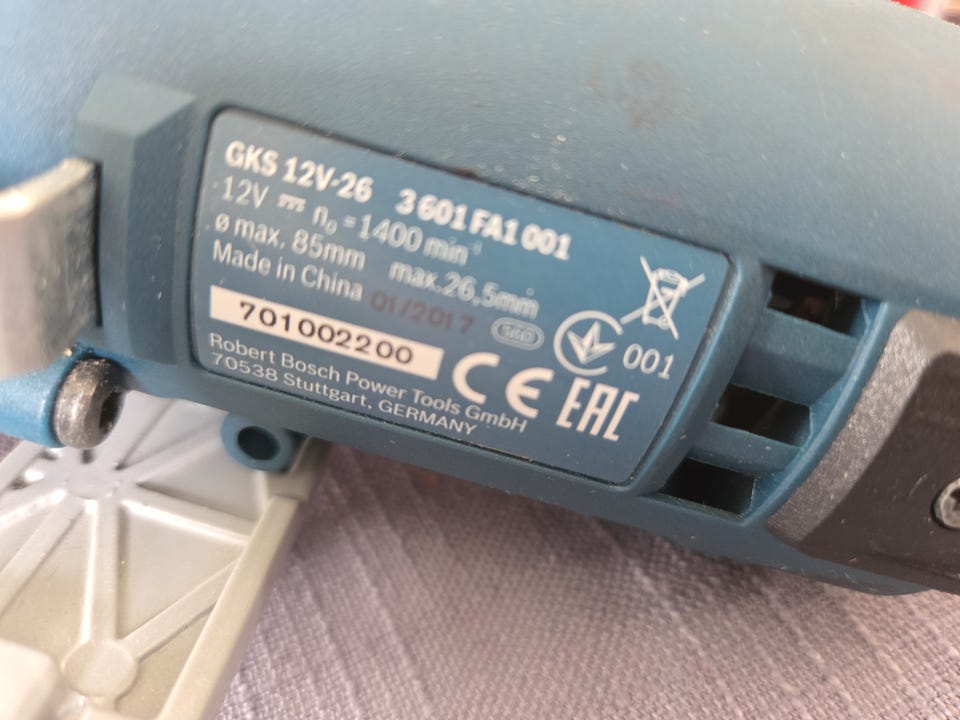 GKS 12V-26 3 601 FA1 001
12V ⎓ n₀ = 1400 min⁻¹
ø max. 85mm max. 26,5mm
Made in China 01/2017
701002200
Robert Bosch Power Tools GmbH
70538 Stuttgart, GERMANY
001
CE EAC